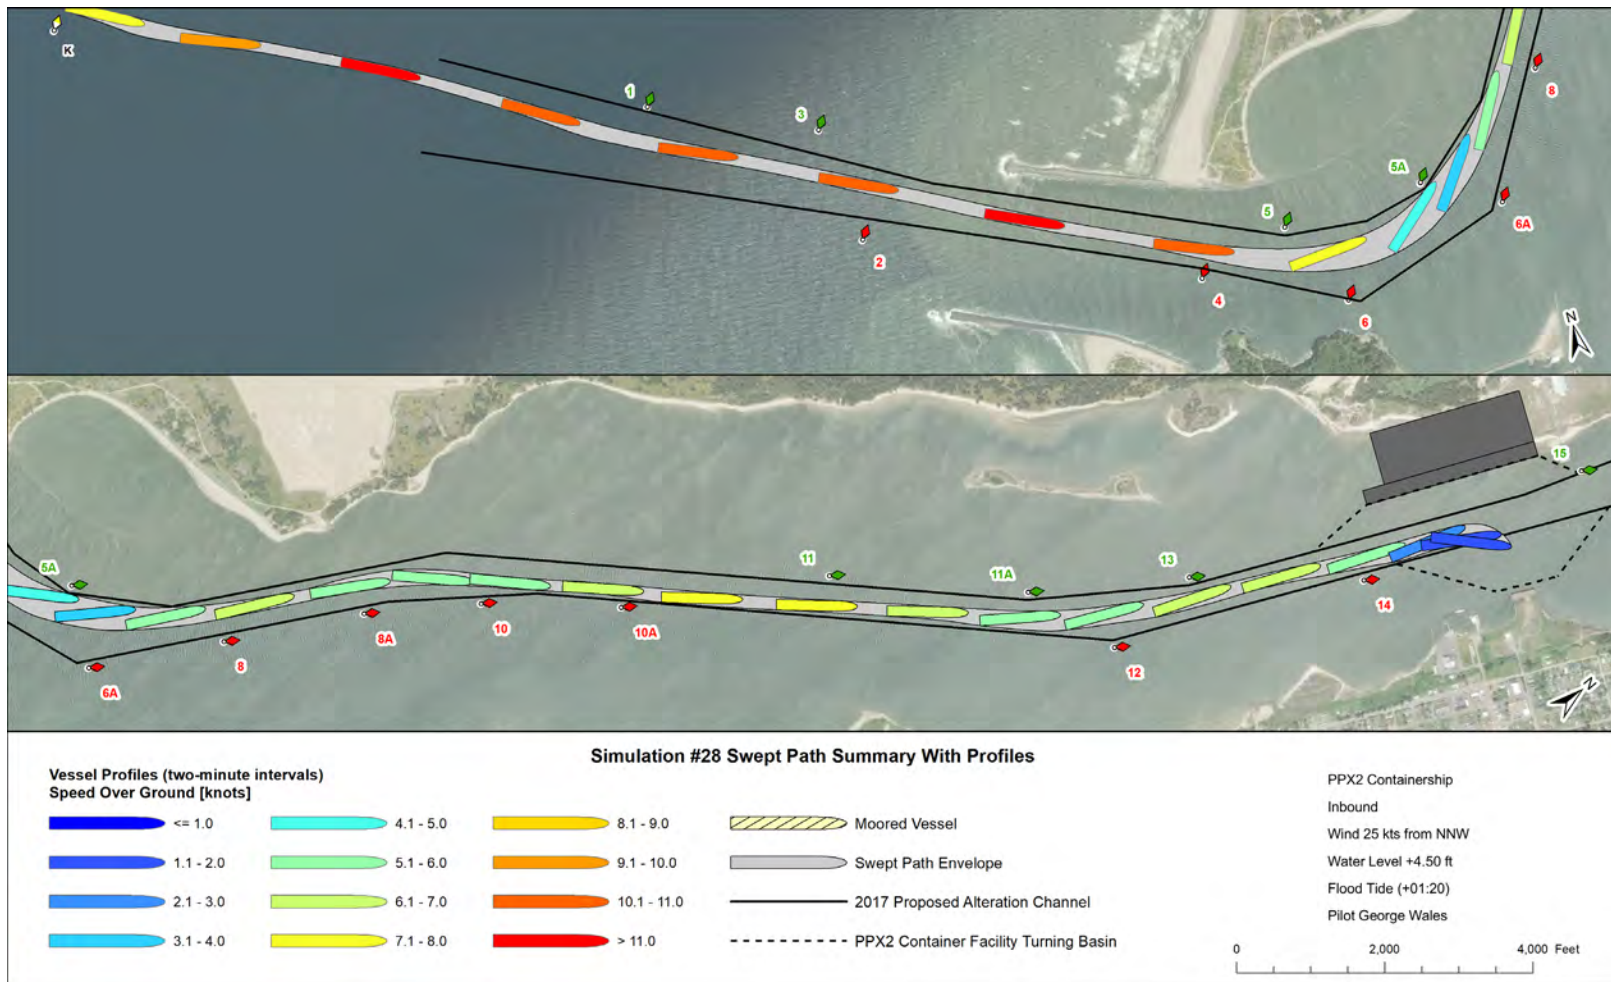 K
1
3
2
4
5
6
5A
6A
8
N
5A
6A
8
8A
10
10A
11
11A
12
13
14
15
N
Simulation #28 Swept Path Summary With Profiles
Vessel Profiles (two-minute intervals)
Speed Over Ground [knots]
<= 1.0
1.1 - 2.0
2.1 - 3.0
3.1 - 4.0
4.1 - 5.0
5.1 - 6.0
6.1 - 7.0
7.1 - 8.0
8.1 - 9.0
9.1 - 10.0
10.1 - 11.0
> 11.0
Moored Vessel
Swept Path Envelope
2017 Proposed Alteration Channel
PPX2 Container Facility Turning Basin
PPX2 Containership
Inbound
Wind 25 kts from NNW
Water Level +4.50 ft
Flood Tide (+01:20)
Pilot George Wales
0 2,000 4,000 Feet